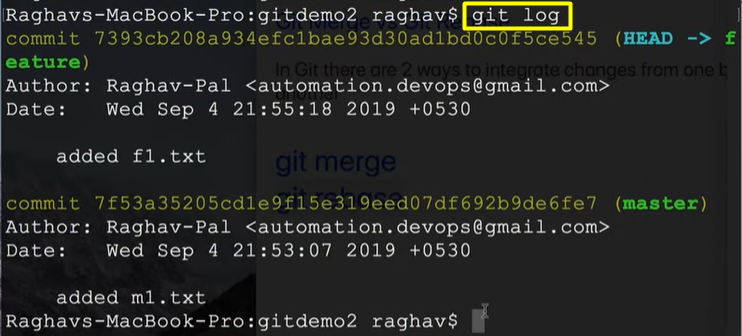 Raghavs-MacBook-Pro:gitdemo2 raghav$ git log
commit 7393cb208a934efc1bae93d30ad1bd0c0f5ce545 (HEAD -> f
eature)
Author: Raghav-Pal <automation.devops@gmail.com>
Date:   Wed Sep 4 21:55:18 2019 +0530
    added f1.txt
commit 7f53a35205cd1e9f15e319eed07df692b9de6fe7 (master)
Author: Raghav-Pal <automation.devops@gmail.com>
Date:   Wed Sep 4 21:53:07 2019 +0530
    added m1.txt
Raghavs-MacBook-Pro:gitdemo2 raghav$
In Git there are 2 ways to integrate changes from one b
git merge
git rebase